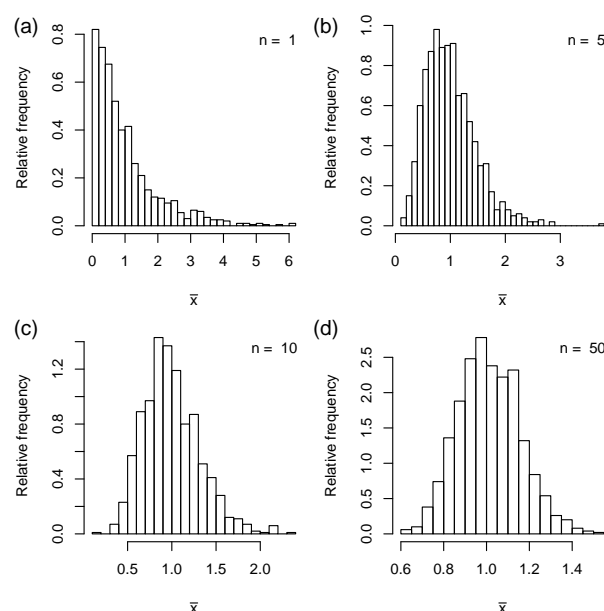 (a)
n = 1
Relative frequency
0.0 0.2 0.4 0.6 0.8
0 1 2 3 4 5 6
x̄
(b)
n = 5
Relative frequency
0.0 0.2 0.4 0.6 0.8 1.0
0 1 2 3
x̄
(c)
n = 10
Relative frequency
0.0 0.4 0.8 1.2
0.5 1.0 1.5 2.0
x̄
(d)
n = 50
Relative frequency
0.0 0.5 1.0 1.5 2.0 2.5
0.6 0.8 1.0 1.2 1.4
x̄